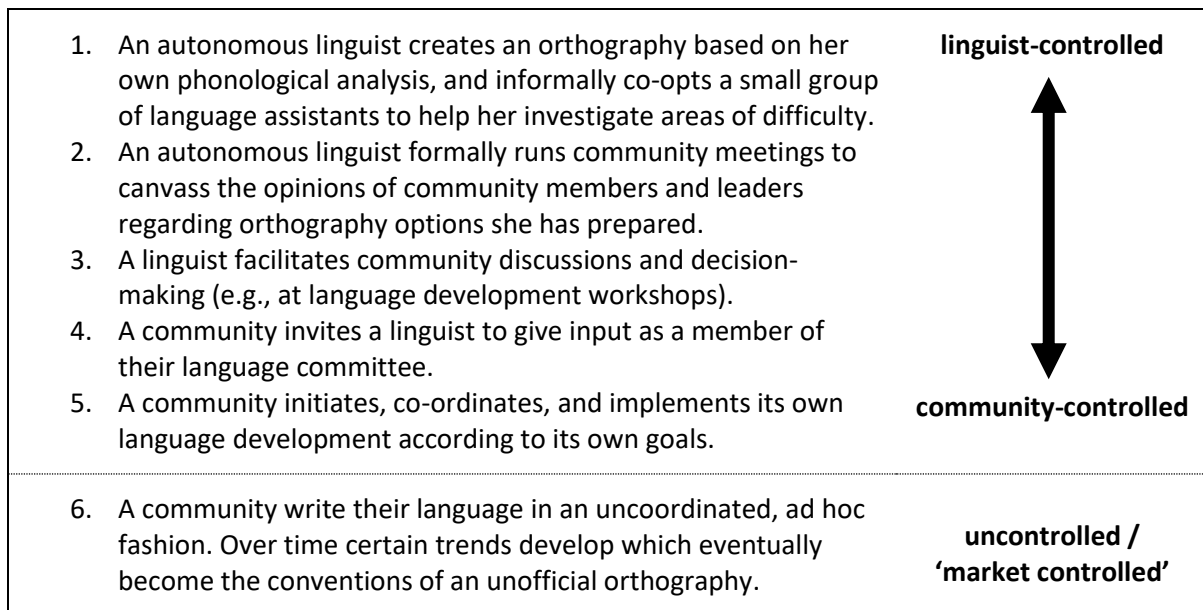 1. An autonomous linguist creates an orthography based on her
own phonological analysis, and informally co-opts a small group
of language assistants to help her investigate areas of difficulty.
2. An autonomous linguist formally runs community meetings to
canvass the opinions of community members and leaders
regarding orthography options she has prepared.
3. A linguist facilitates community discussions and decision-
making (e.g., at language development workshops).
4. A community invites a linguist to give input as a member of
their language committee.
5. A community initiates, co-ordinates, and implements its own
language development according to its own goals.
linguist-controlled
community-controlled
6. A community write their language in an uncoordinated, ad hoc
fashion. Over time certain trends develop which eventually
become the conventions of an unofficial orthography.
uncontrolled /
‘market controlled’